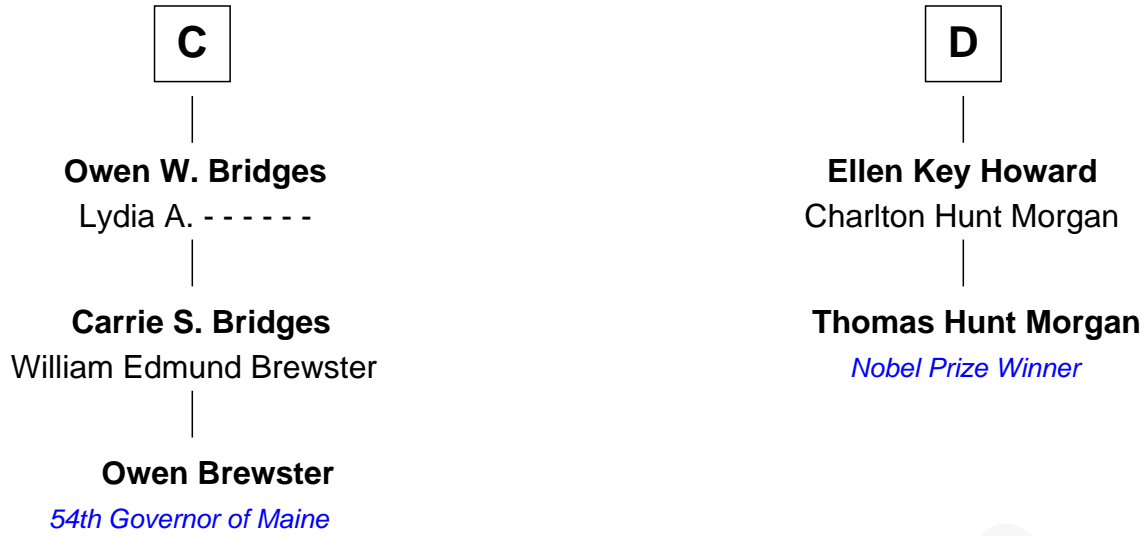 C
Owen W. Bridges
Lydia A. - - - - - -
Carrie S. Bridges
William Edmund Brewster
Owen Brewster
54th Governor of Maine
D
Ellen Key Howard
Charlton Hunt Morgan
Thomas Hunt Morgan
Nobel Prize Winner